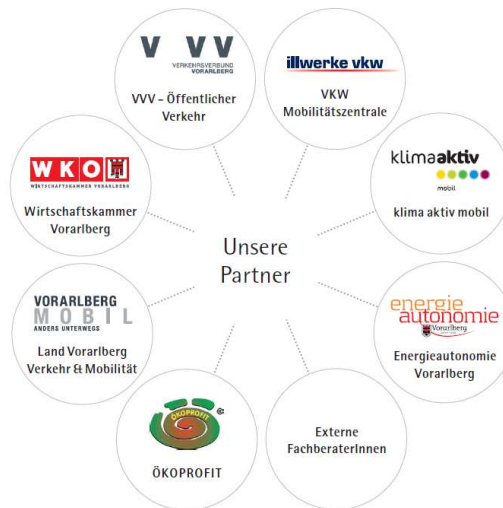 V VV
VERKEHRSVERBUND
VORARLBERG
VVV - Öffentlicher
Verkehr
illwerke vkw
VKW
Mobilitätszentrale
WKO
WIRTSCHAFTSKAMMER VORARLBERG
Wirtschaftskammer
Vorarlberg
klimaaktiv
mobil
klima aktiv mobil
Unsere
Partner
VORARLBERG
MOBIL
ANDERS UNTERWEGS
Land Vorarlberg
Verkehr & Mobilität
energie
autonomie
Vorarlberg
Energieautonomie
Vorarlberg
ÖKOPROFIT
ÖKOPROFIT
Externe
FachberaterInnen